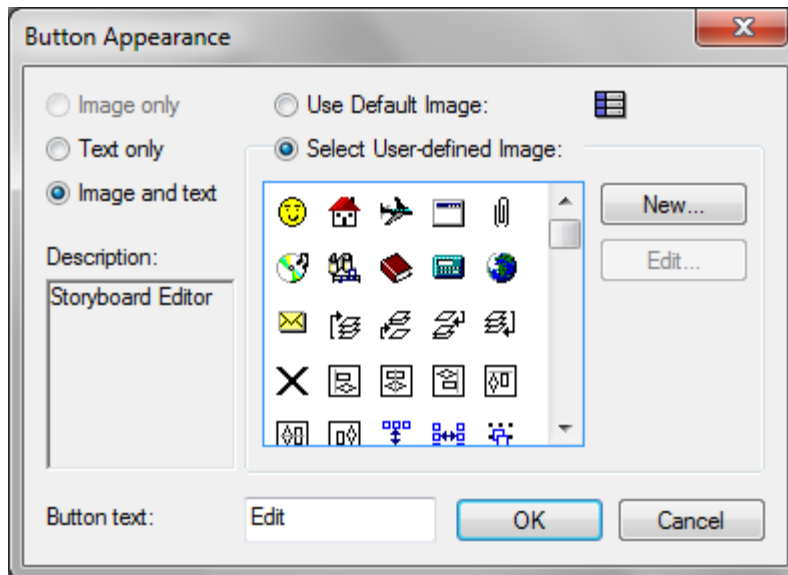 Button Appearance
Image only
Use Default Image:
Text only
Select User-defined Image:
Image and text
New...
Description:
Edit...
Storyboard Editor
Button text:
Edit
OK
Cancel